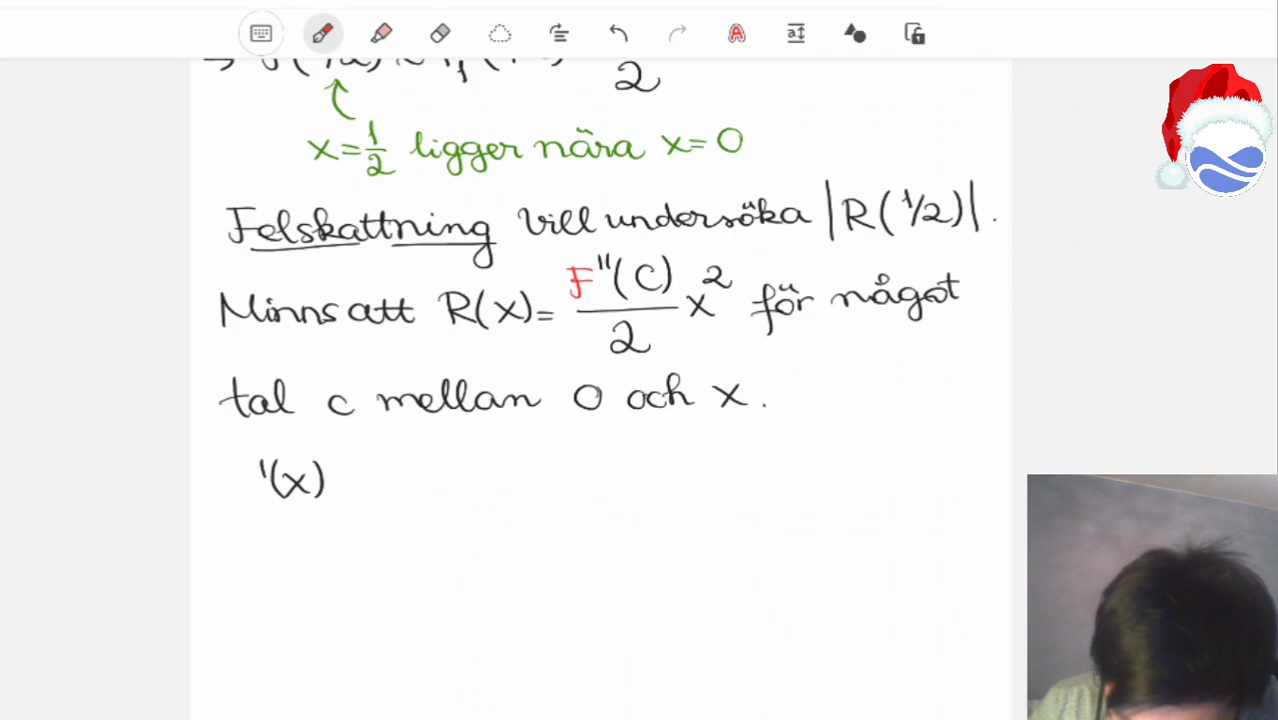 2
x=1/2 ligger nära x=0
Felskattning Vill undersöka |R(1/2)|.
Minns att R(x)= F''(c)/2 x² för något
tal c mellan 0 och x.
'(x)